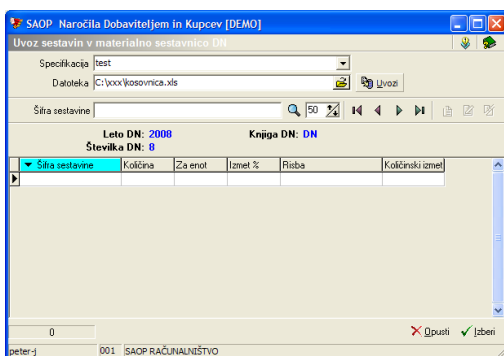 SAOP Naročila Dobaviteljem in Kupcev [DEMO]
Uvoz sestavin v materialno sestavnico DN
Specifikacija test
Datoteka C:\xxx\kosovnica.xls Uvozi
Šifra sestavine 50
Leto DN: 2008 Knjiga DN: DN
Številka DN: 8
Šifra sestavine Količina Za enot Izmet % Risba Količinski izmet
0 Opusti Izberi
peter-j 001 SAOP RAČUNALNIŠTVO